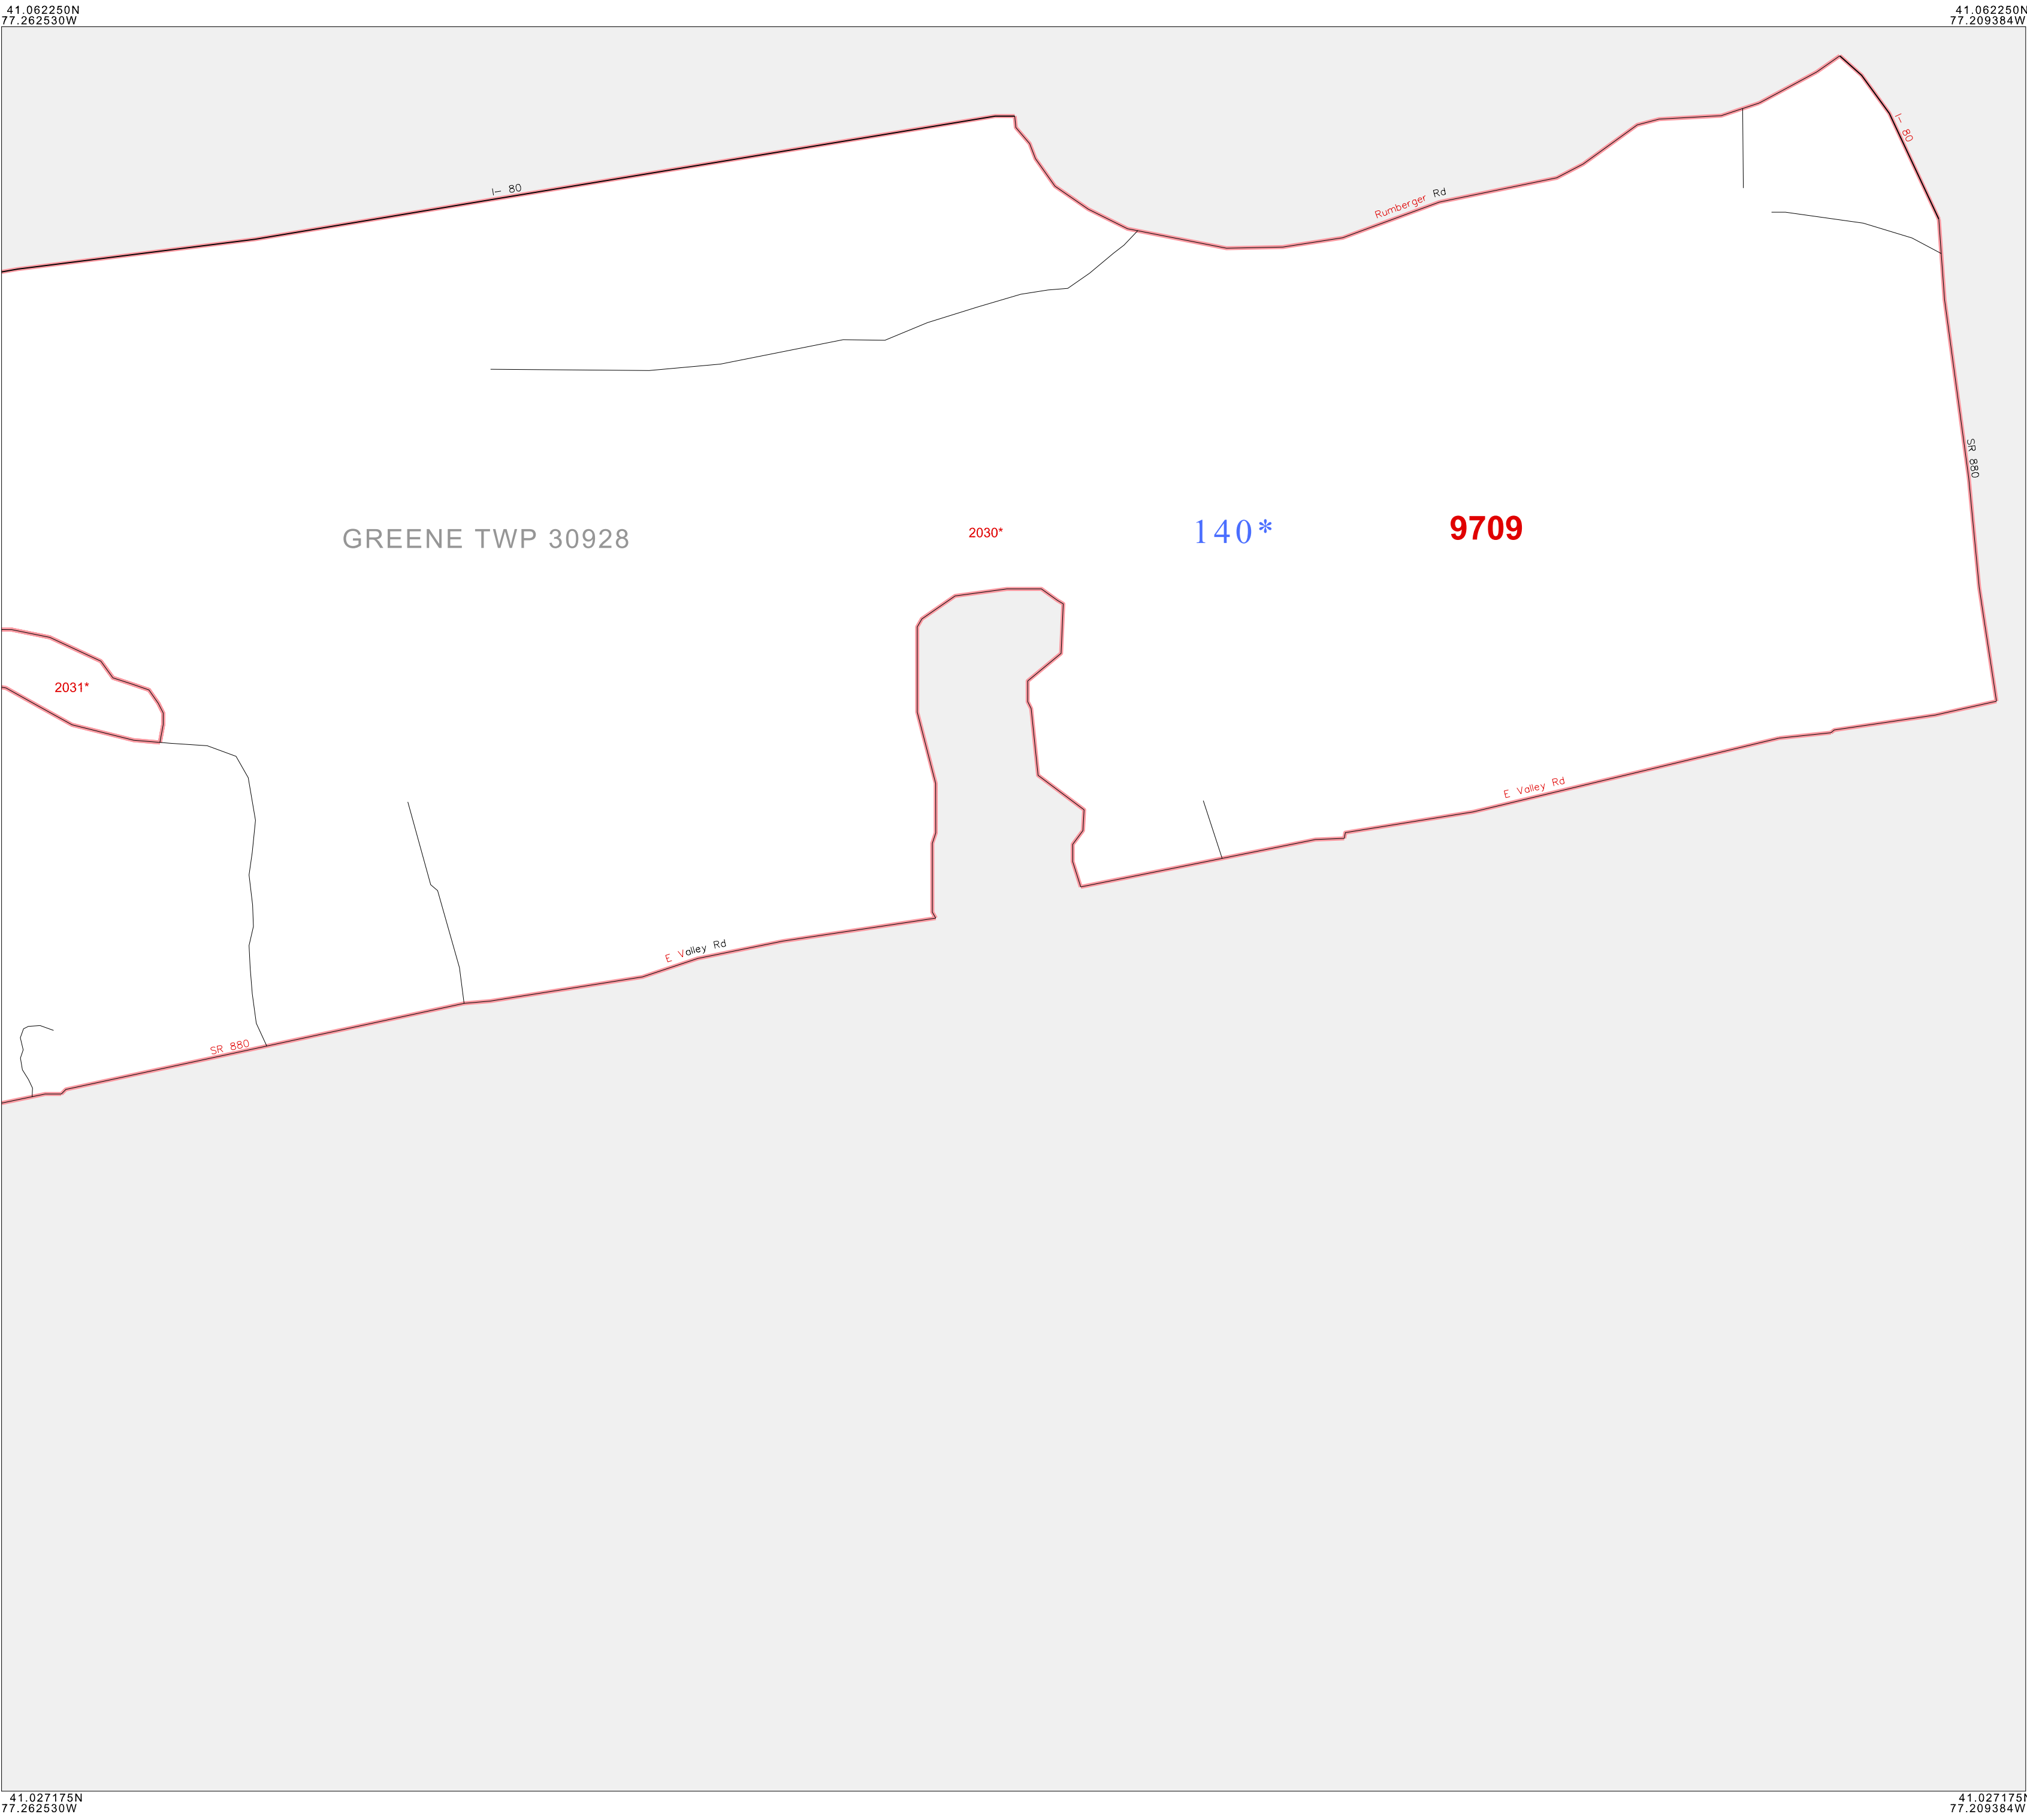 41.062250N
77.262530W
41.062250N
77.209384W
I- 80
I- 80
Rumberger Rd
SR 880
GREENE TWP 30928
2030*
140*
9709
2031*
E Valley Rd
E Valley Rd
SR 880
41.027175N
77.262530W
41.027175N
77.209384W